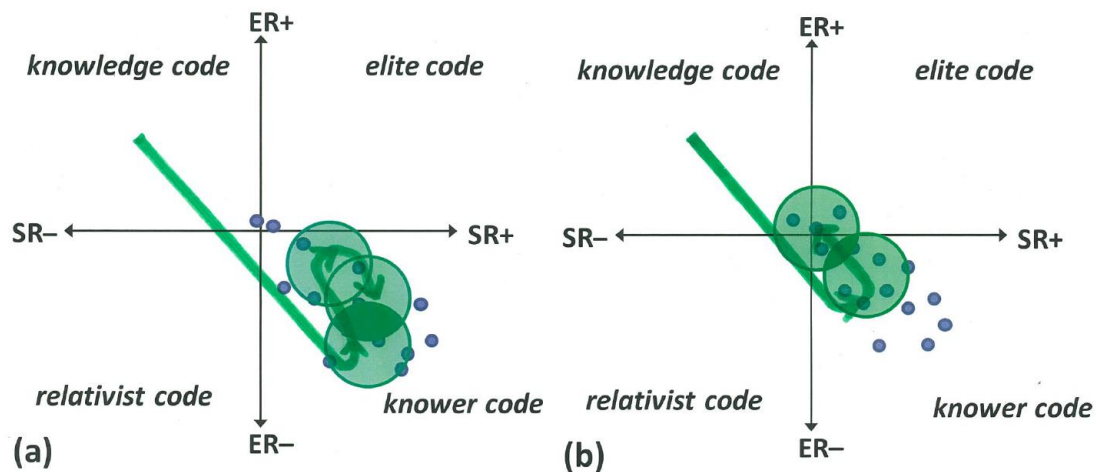 ER+
knowledge code
elite code
SR–
SR+
relativist code
knower code
ER–
(a)
ER+
knowledge code
elite code
SR–
SR+
relativist code
knower code
ER–
(b)